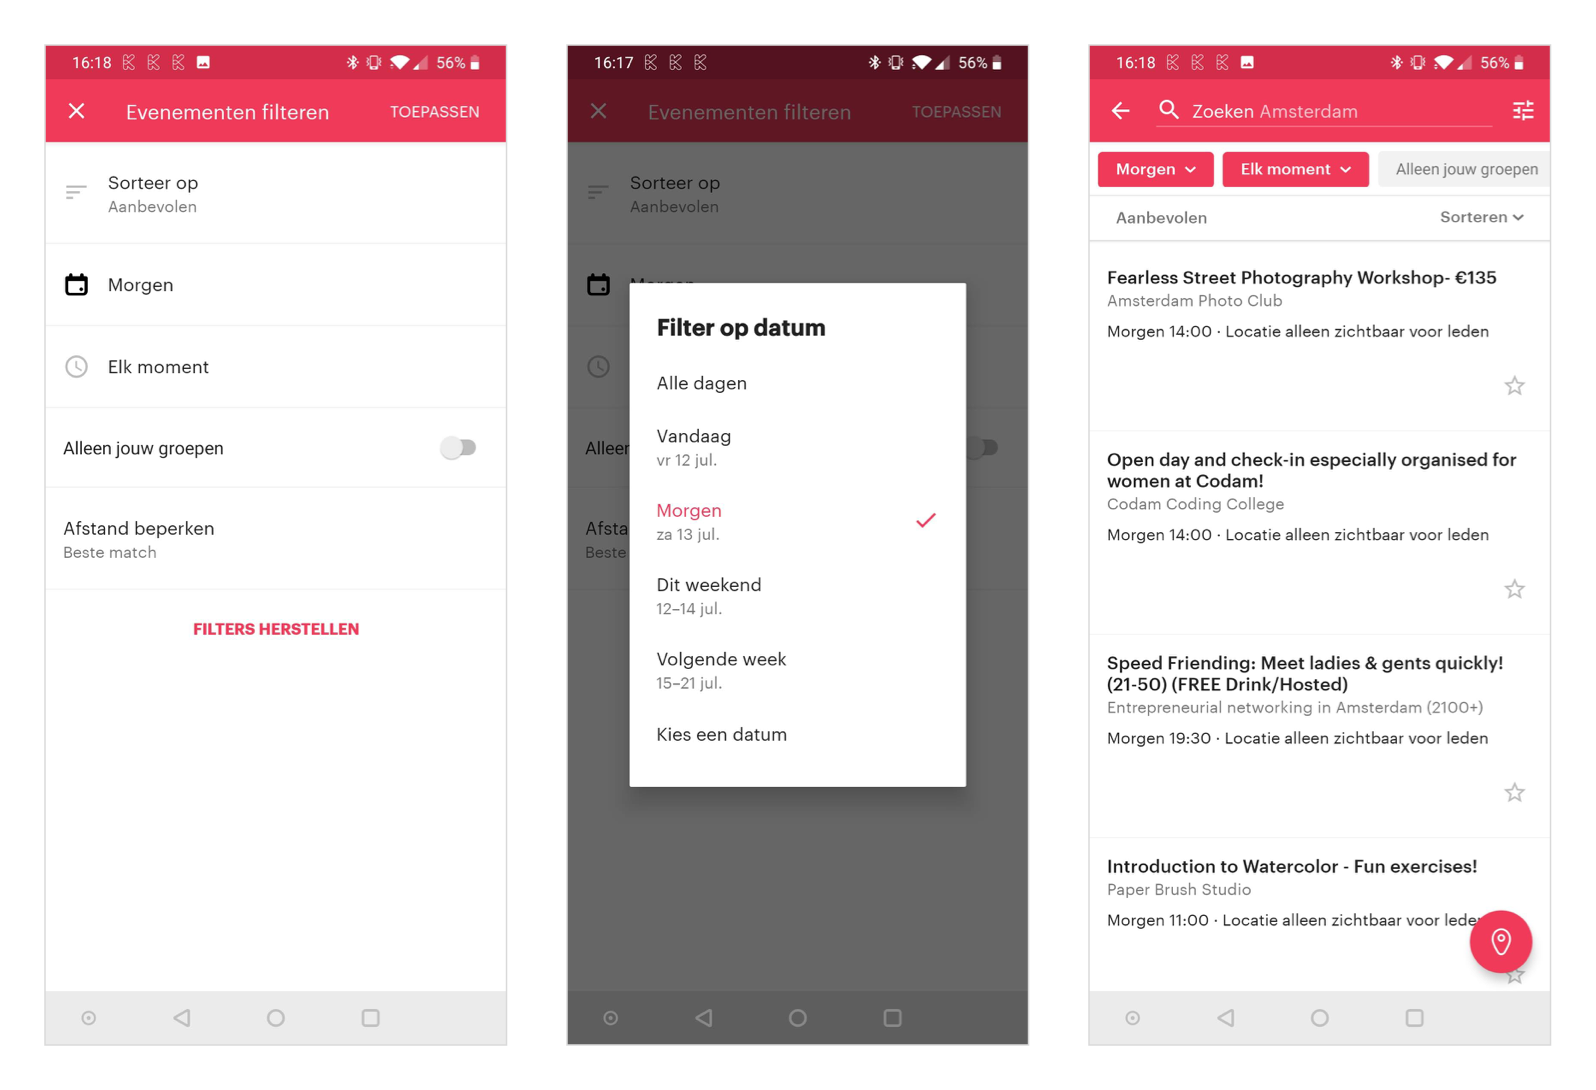 16:18 56%
Evenementen filteren TOEPASSEN
Sorteer op
Aanbevolen
Morgen
Elk moment
Alleen jouw groepen
Afstand beperken
Beste match
FILTERS HERSTELLEN
16:17 56%
Evenementen filteren TOEPASSEN
Sorteer op
Aanbevolen
Morgen
Alleen
Afsta
Beste
Filter op datum
Alle dagen
Vandaag
vr 12 jul.
Morgen
za 13 jul.
Dit weekend
12–14 jul.
Volgende week
15–21 jul.
Kies een datum
16:18 56%
Zoeken Amsterdam
Morgen Elk moment Alleen jouw groepen
Aanbevolen Sorteren
Fearless Street Photography Workshop- €135
Amsterdam Photo Club
Morgen 14:00 · Locatie alleen zichtbaar voor leden
Open day and check-in especially organised for
women at Codam!
Codam Coding College
Morgen 14:00 · Locatie alleen zichtbaar voor leden
Speed Friending: Meet ladies & gents quickly!
(21-50) (FREE Drink/Hosted)
Entrepreneurial networking in Amsterdam (2100+)
Morgen 19:30 · Locatie alleen zichtbaar voor leden
Introduction to Watercolor - Fun exercises!
Paper Brush Studio
Morgen 11:00 · Locatie alleen zichtbaar voor leden